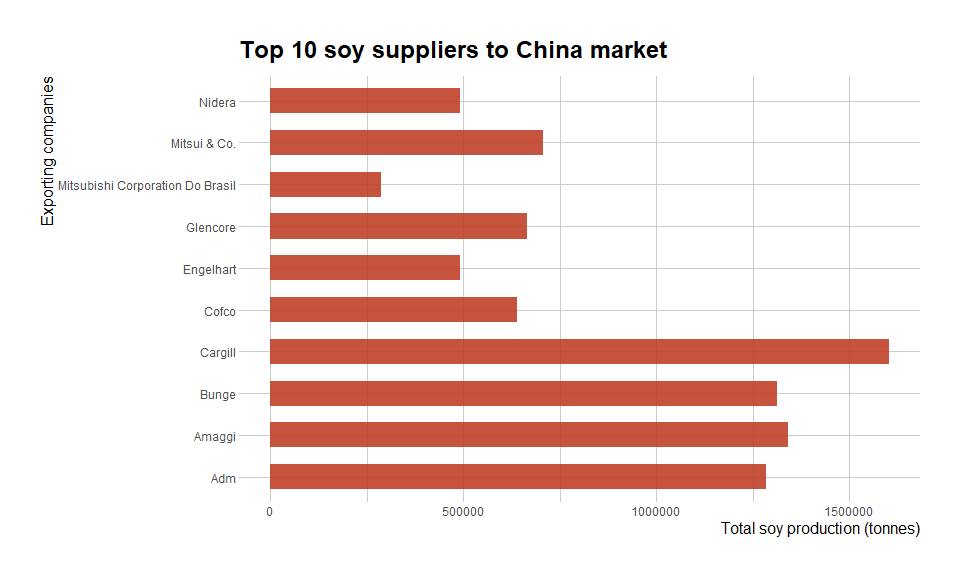 Top 10 soy suppliers to China market
Exporting companies
Nidera
Mitsui & Co.
Mitsubishi Corporation Do Brasil
Glencore
Engelhart
Cofco
Cargill
Bunge
Amaggi
Adm
0 500000 1000000 1500000
Total soy production (tonnes)